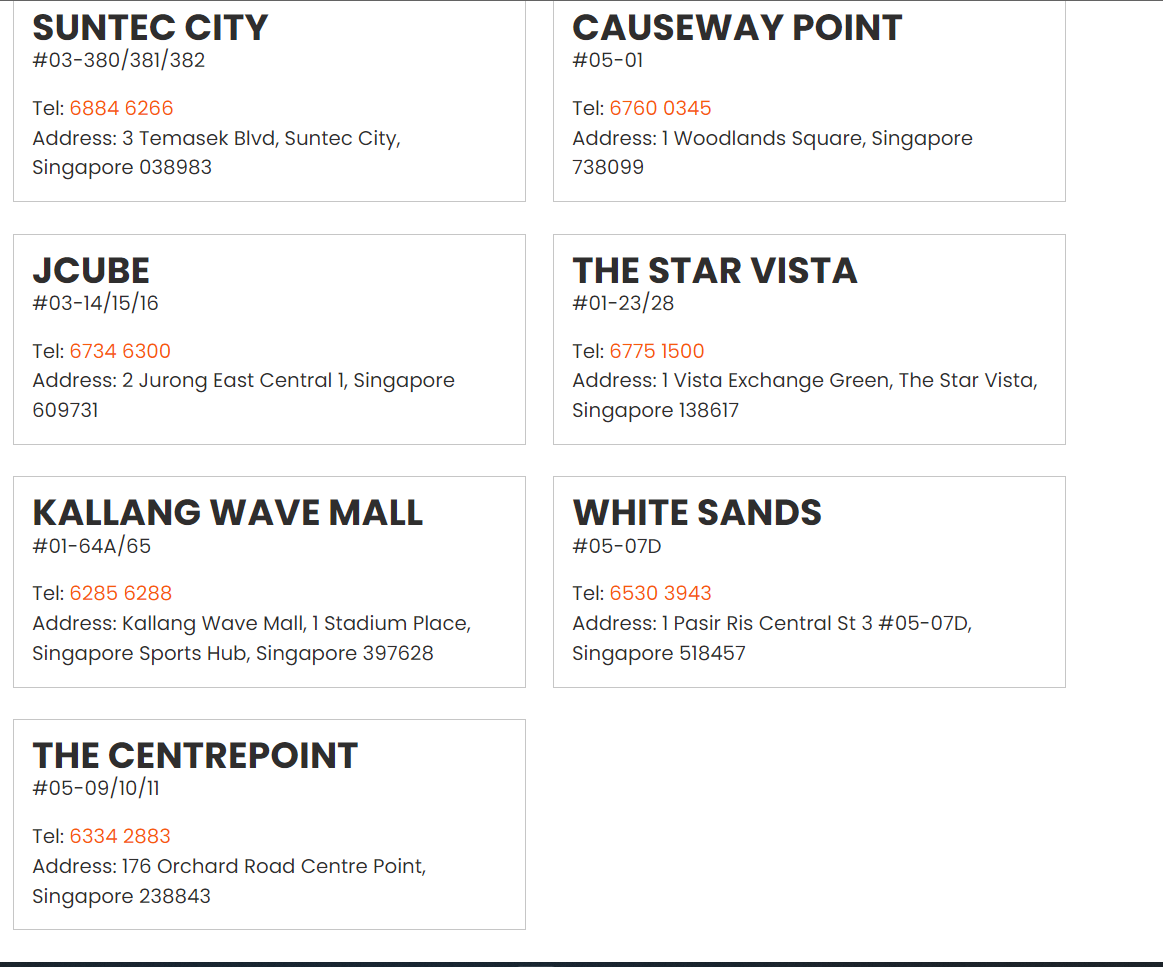 SUNTEC CITY
#03-380/381/382
Tel: 6884 6266
Address: 3 Temasek Blvd, Suntec City,
Singapore 038983
CAUSEWAY POINT
#05-01
Tel: 6760 0345
Address: 1 Woodlands Square, Singapore
738099
JCUBE
#03-14/15/16
Tel: 6734 6300
Address: 2 Jurong East Central 1, Singapore
609731
THE STAR VISTA
#01-23/28
Tel: 6775 1500
Address: 1 Vista Exchange Green, The Star Vista,
Singapore 138617
KALLANG WAVE MALL
#01-64A/65
Tel: 6285 6288
Address: Kallang Wave Mall, 1 Stadium Place,
Singapore Sports Hub, Singapore 397628
WHITE SANDS
#05-07D
Tel: 6530 3943
Address: 1 Pasir Ris Central St 3 #05-07D,
Singapore 518457
THE CENTREPOINT
#05-09/10/11
Tel: 6334 2883
Address: 176 Orchard Road Centre Point,
Singapore 238843